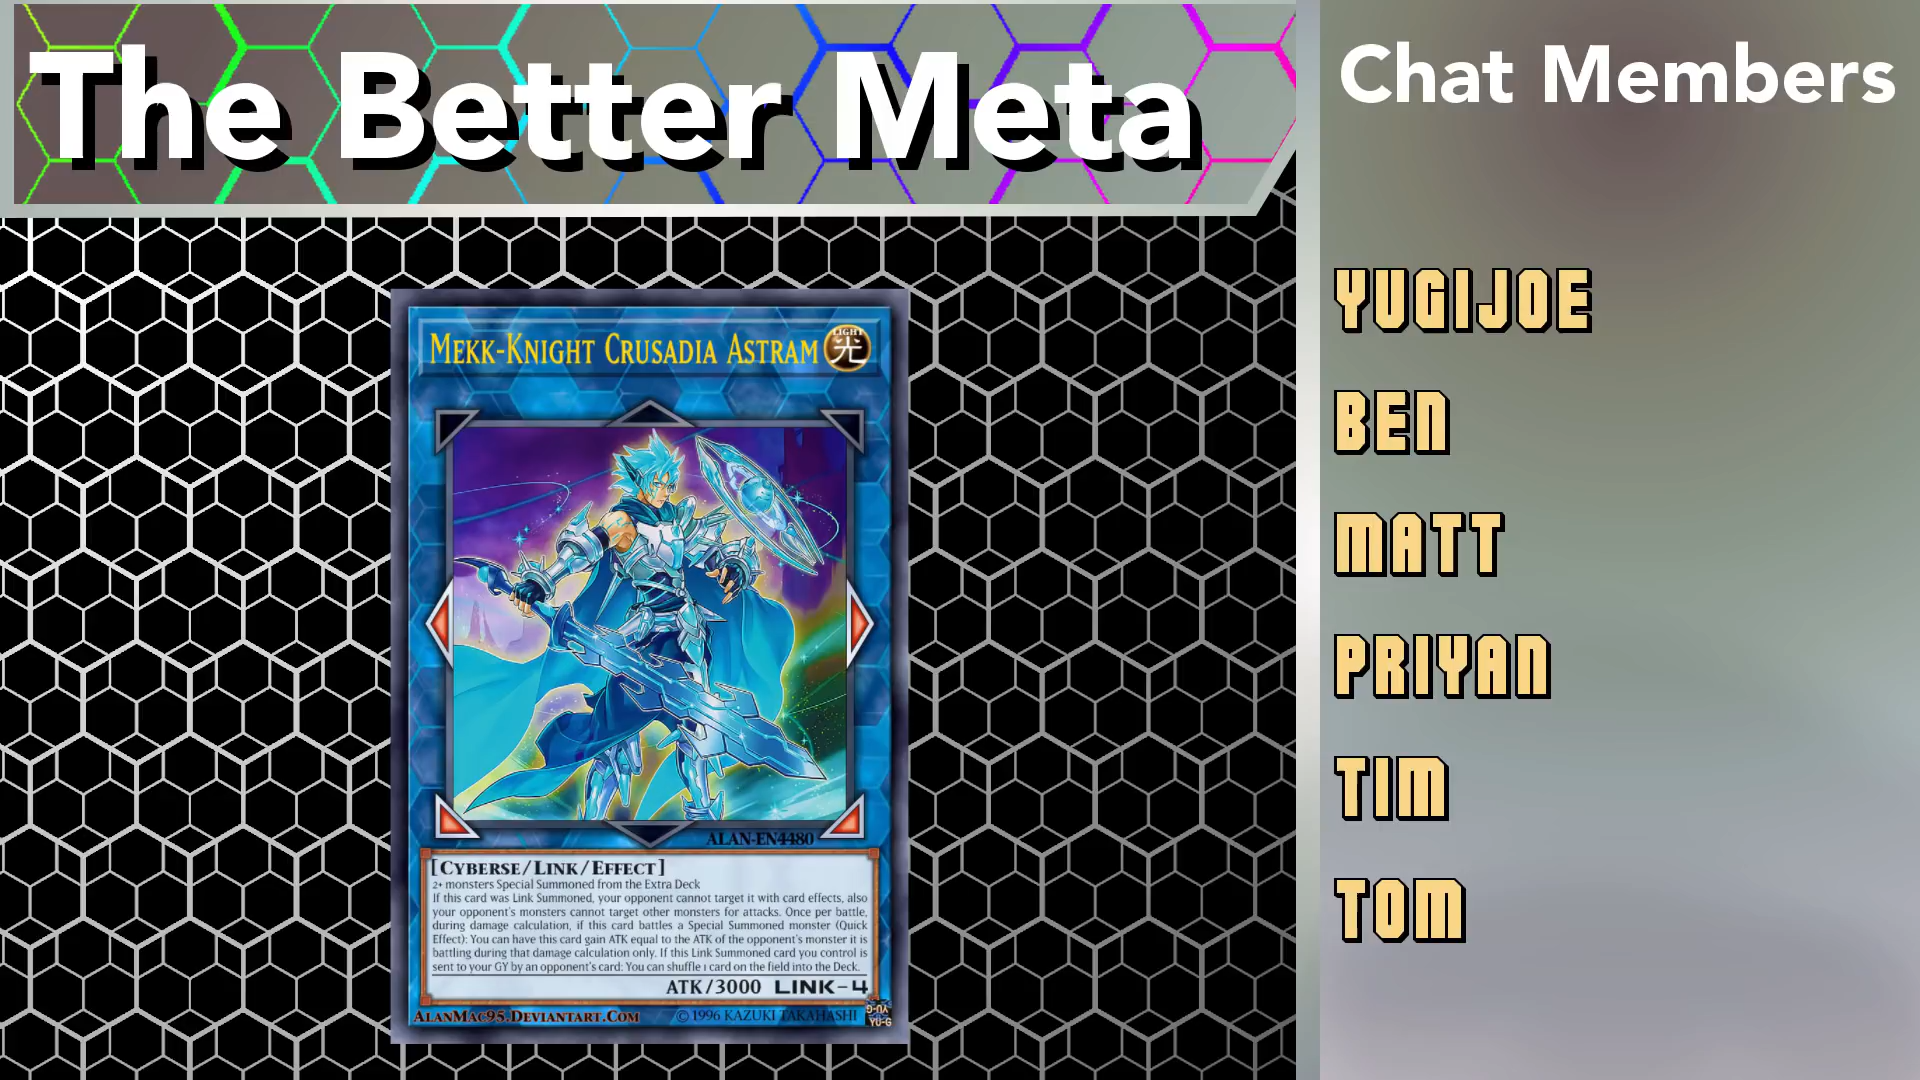 The Better Meta
Chat Members
YUGIJOE
BEN
MATT
PRIYAN
TIM
TOM
MEKK-KNIGHT CRUSADIA ASTRAM
LIGHT
光
ALAN-EN4480
[CYBERSE/LINK/EFFECT]
2+ monsters Special Summoned from the Extra Deck
If this card was Link Summoned, your opponent cannot target it with card effects, also
your opponent's monsters cannot target other monsters for attacks. Once per battle,
during damage calculation, if this card battles a Special Summoned monster (Quick
Effect): You can have this card gain ATK equal to the ATK of the opponent's monster it is
battling during that damage calculation only. If this Link Summoned card you control is
sent to your GY by an opponent's card: You can shuffle 1 card on the field into the Deck.
ATK/3000 LINK-4
ALANMAC95.DEVIANTART.COM
©1996 KAZUKI TAKAHASHI